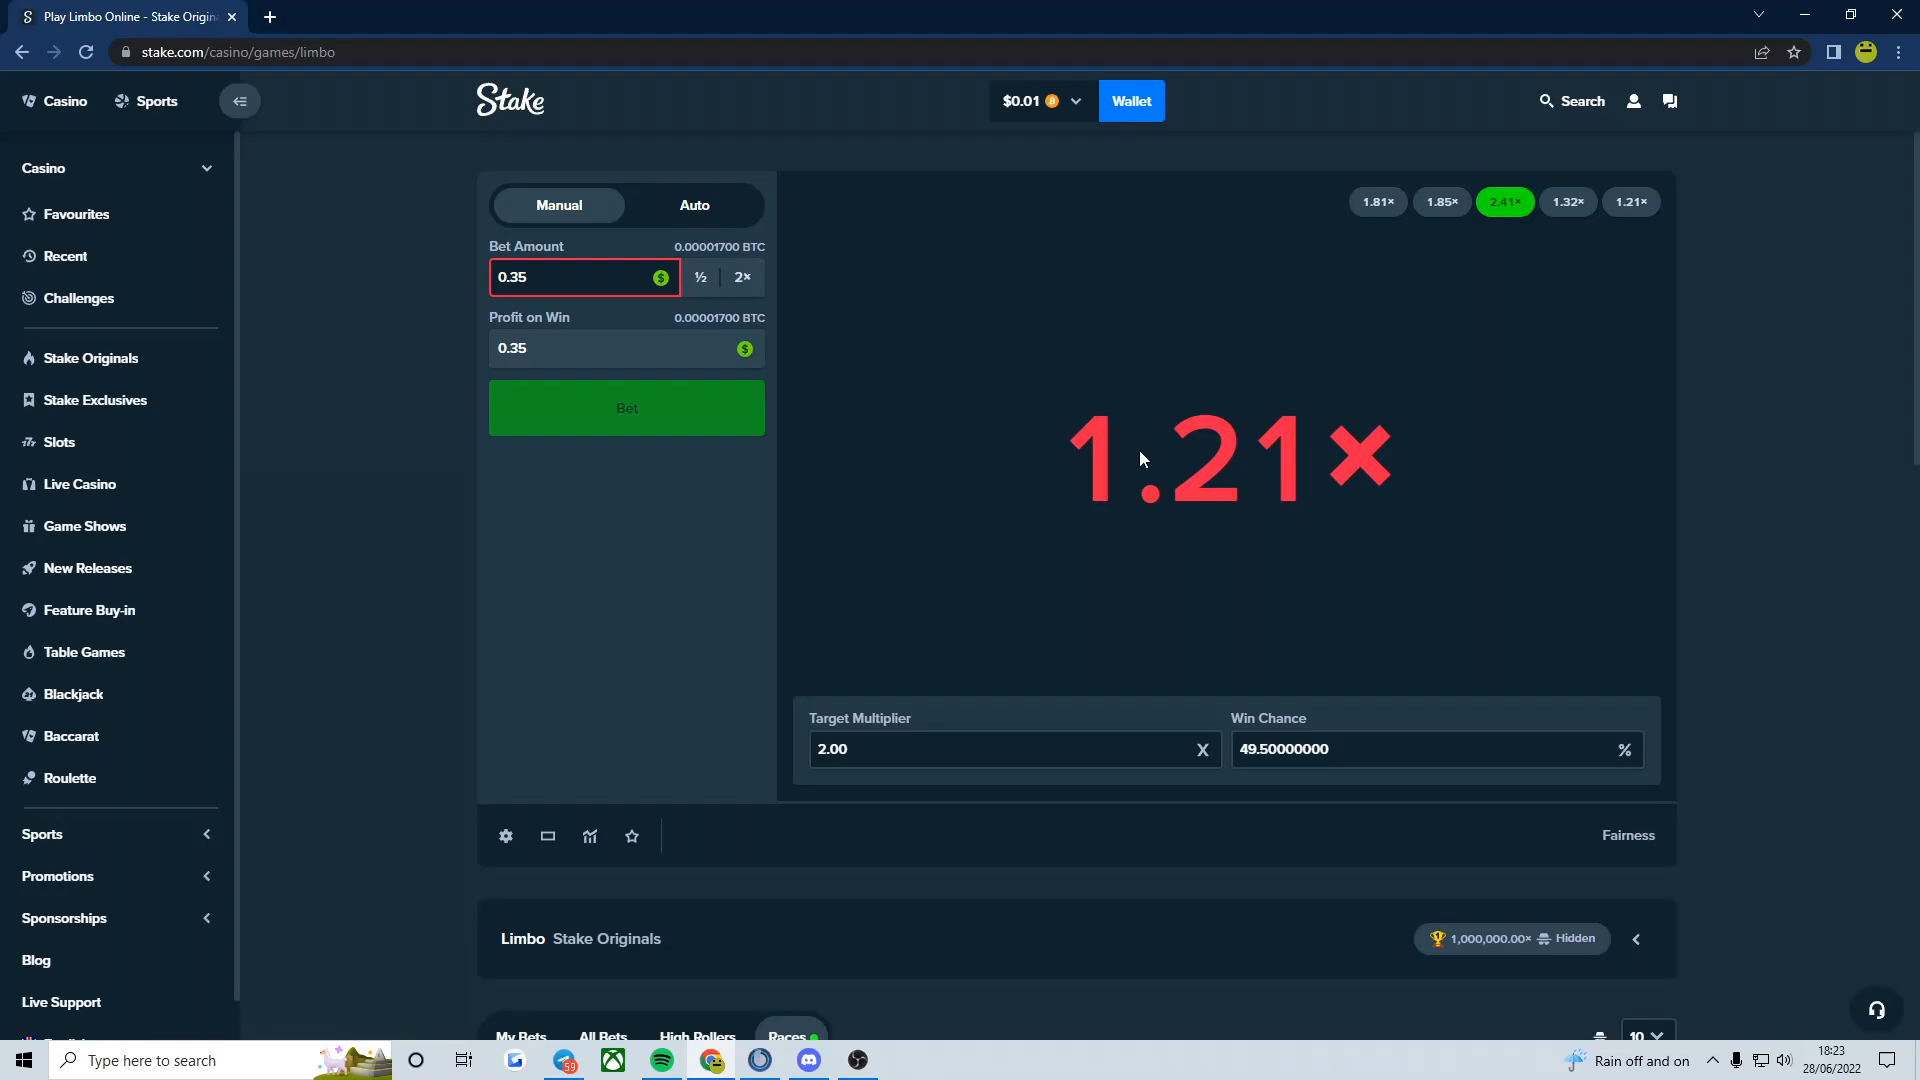 Play Limbo Online - Stake Origin
stake.com/casino/games/limbo
Casino
Sports
Stake
$0.01
Wallet
Search
Casino
Favourites
Recent
Challenges
Stake Originals
Stake Exclusives
Slots
Live Casino
Game Shows
New Releases
Feature Buy-in
Table Games
Blackjack
Baccarat
Roulette
Sports
Promotions
Sponsorships
Blog
Live Support
Manual
Auto
Bet Amount
0.00001700 BTC
0.35
½
2×
Profit on Win
0.00001700 BTC
0.35
Bet
1.81×
1.85×
2.41×
1.32×
1.21×
1.21×
Target Multiplier
2.00
X
Win Chance
49.50000000
%
Fairness
Limbo Stake Originals
1,000,000.00× Hidden
My Bets
All Bets
High Rollers
Races
10
Type here to search
59
Rain off and on
18:23
28/06/2022